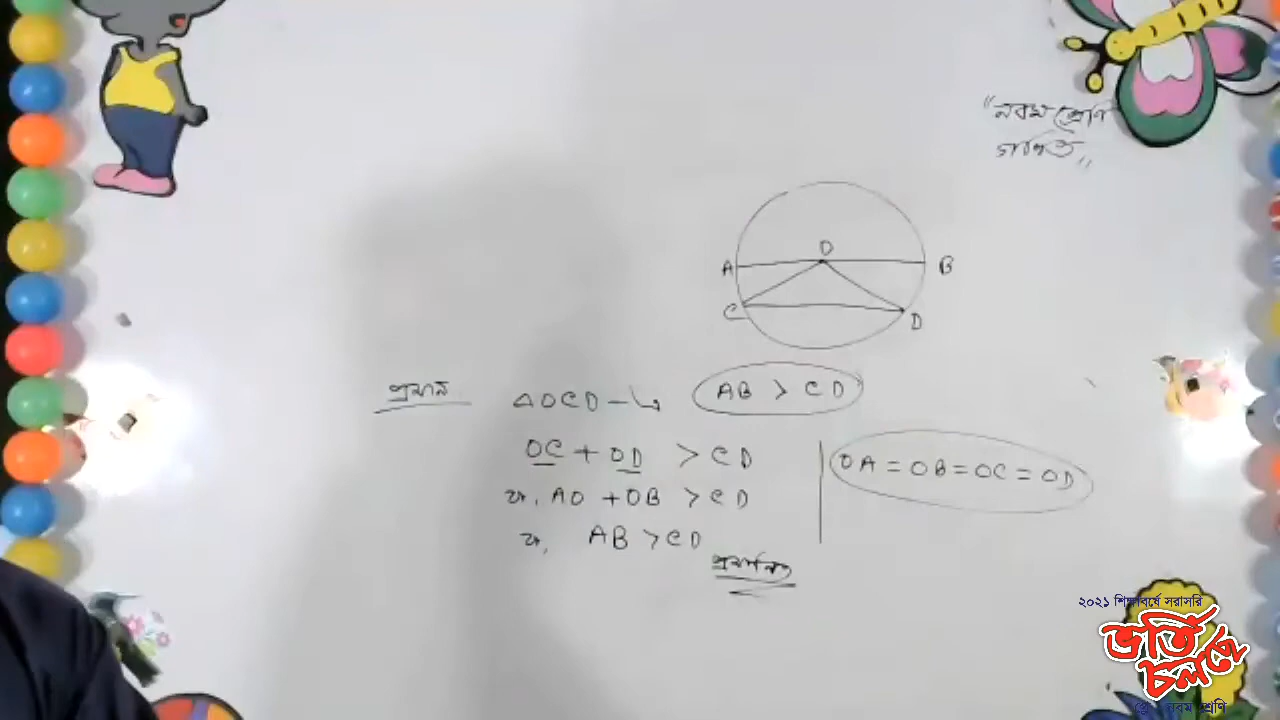 "নবম শ্রেণি
গণিত"
O
A B
C D
প্রমাণ
ΔOCD-এ AB > CD
OC + OD > CD
OA = OB = OC = OD
বা, AO + OB > CD
বা, AB > CD
প্রমাণিত
২০২১ শিক্ষাবর্ষে সরাসরি
ভর্তি
চলছে
নবম শ্রেণি